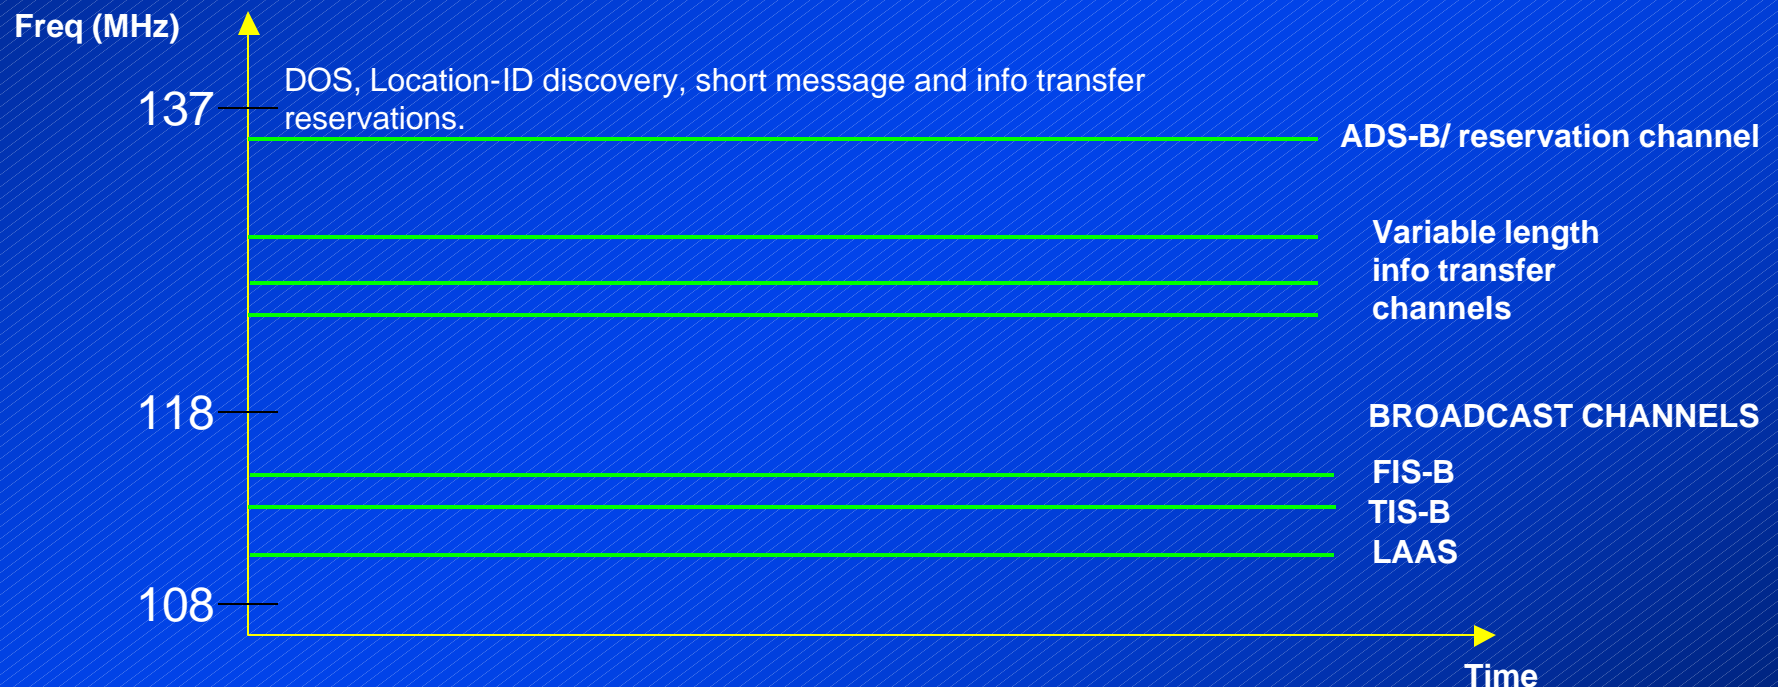 Freq (MHz)
DOS, Location-ID discovery, short message and info transfer
reservations.
137
ADS-B/ reservation channel
Variable length
info transfer
channels
118
BROADCAST CHANNELS
FIS-B
TIS-B
LAAS
108
Time